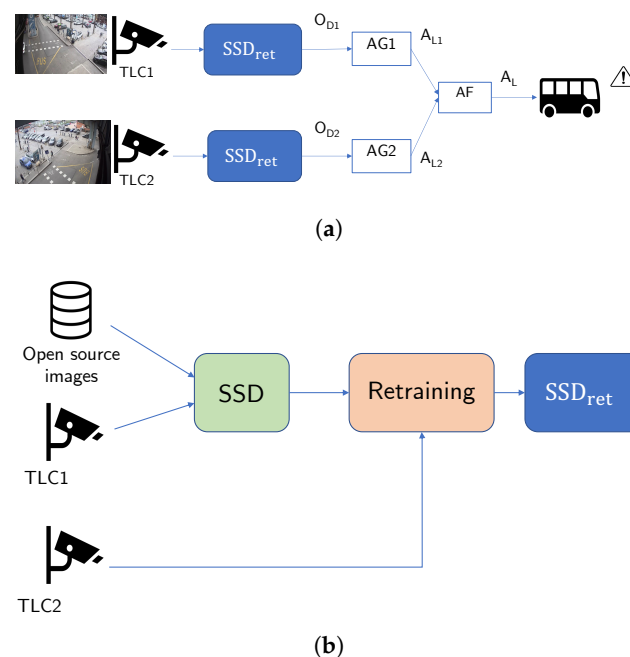 O_D1
A_L1
TLC1
SSD_ret
AG1
AF
A_L
TLC2
SSD_ret
O_D2
AG2
A_L2
(a)
Open source
images
SSD
Retraining
SSD_ret
TLC1
TLC2
(b)